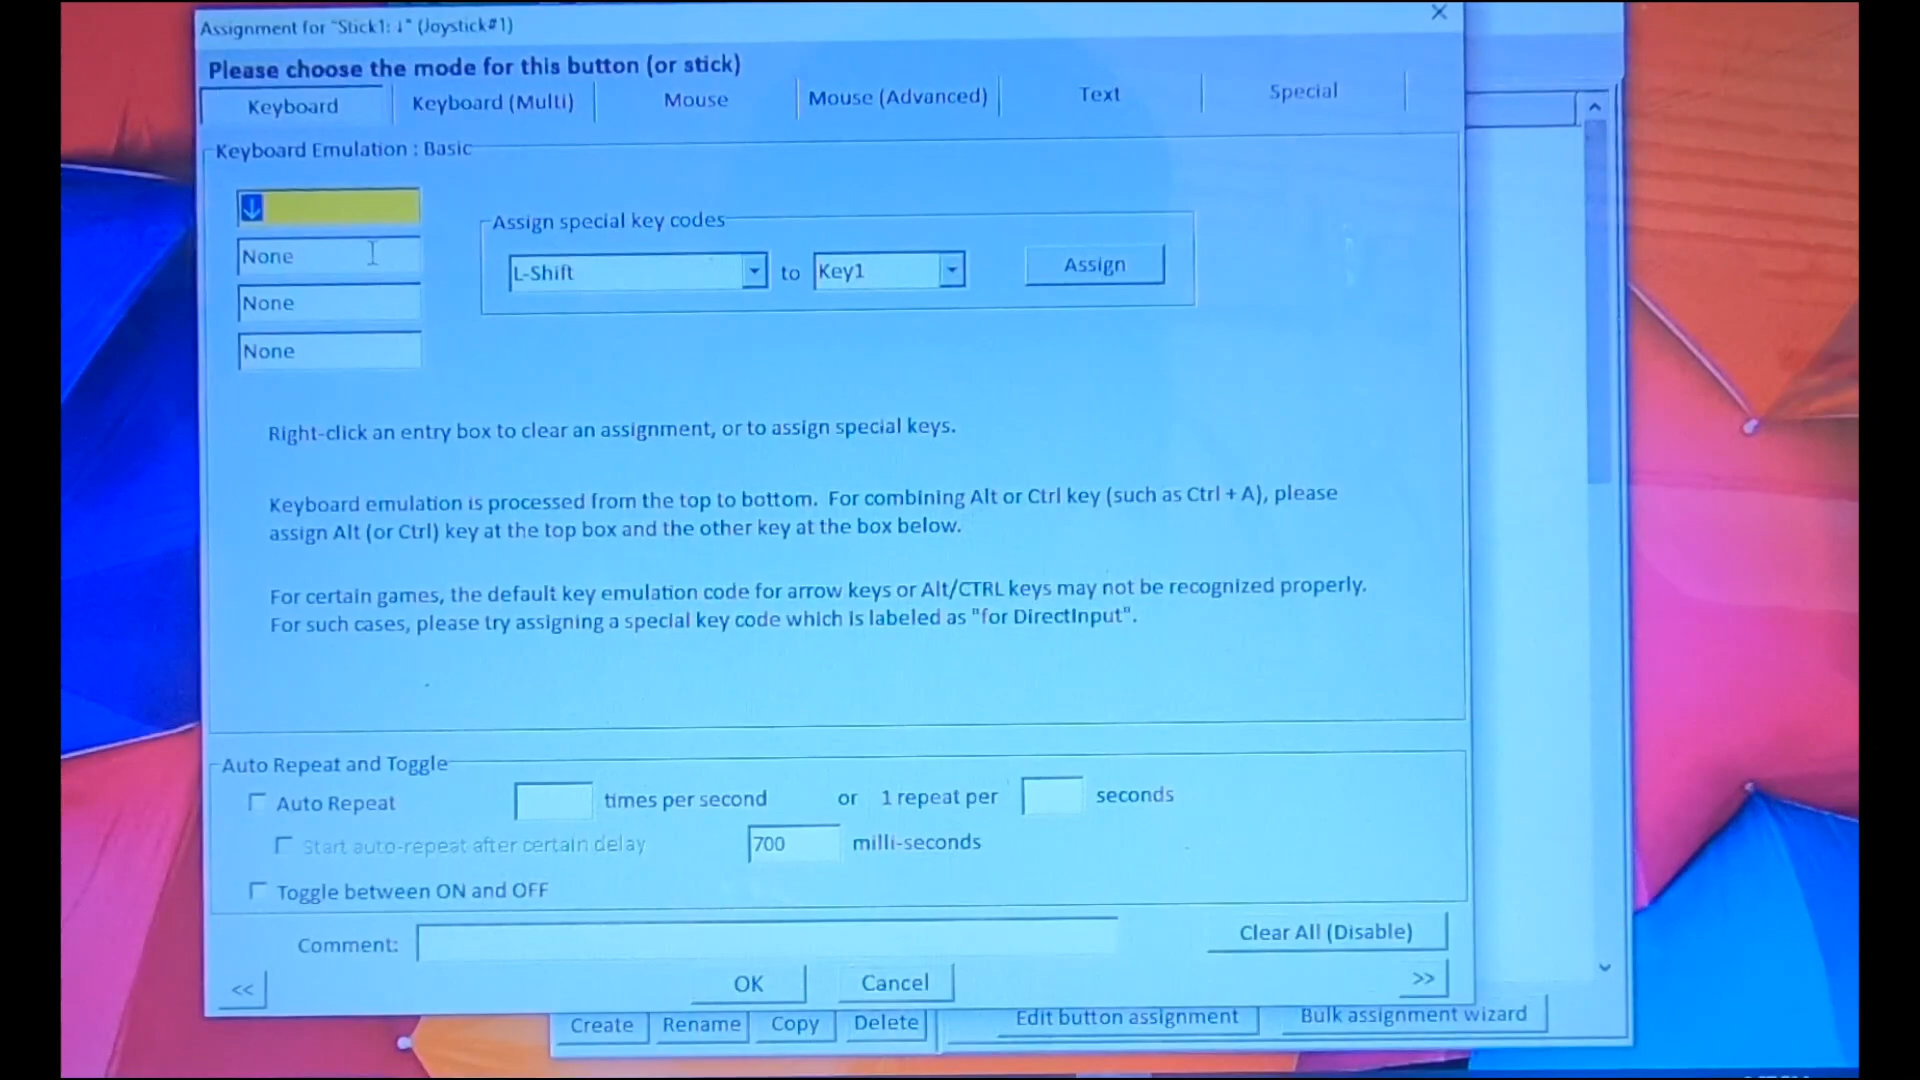 Assignment for "Stick1: ↓" (Joystick#1)
Please choose the mode for this button (or stick)
Keyboard
Keyboard (Multi)
Mouse
Mouse (Advanced)
Text
Special
Keyboard Emulation : Basic
↓
None
None
None
Assign special key codes
L-Shift
to
Key1
Assign
Right-click an entry box to clear an assignment, or to assign special keys.
Keyboard emulation is processed from the top to bottom. For combining Alt or Ctrl key (such as Ctrl + A), please
assign Alt (or Ctrl) key at the top box and the other key at the box below.
For certain games, the default key emulation code for arrow keys or Alt/CTRL keys may not be recognized properly.
For such cases, please try assigning a special key code which is labeled as "for DirectInput".
Auto Repeat and Toggle
Auto Repeat
times per second
or
1 repeat per
seconds
Start auto-repeat after certain delay
700
milli-seconds
Toggle between ON and OFF
Comment:
Clear All (Disable)
<<
OK
Cancel
>>
Create
Rename
Copy
Delete
Edit button assignment
Bulk assignment wizard